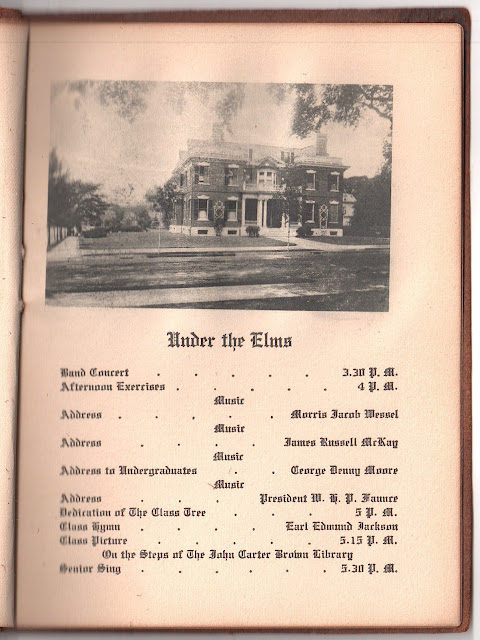 Under the Elms
Band Concert . . . . . 3.30 P. M.
Afternoon Exercises . . . . . 4 P. M.
Music
Address . . . . . Morris Jacob Wessel
Music
Address . . . . James Russell McKay
Music
Address to Undergraduates . . George Denny Moore
Music
Address . . . . President W. H. P. Faunce
Dedication of The Class Tree . . . . 5 P. M.
Class Hymn . . . . Earl Edmund Jackson
Class Picture . . . . . . 5.15 P. M.
On the Steps of The John Carter Brown Library
Senior Sing . . . . . . 5.30 P. M.